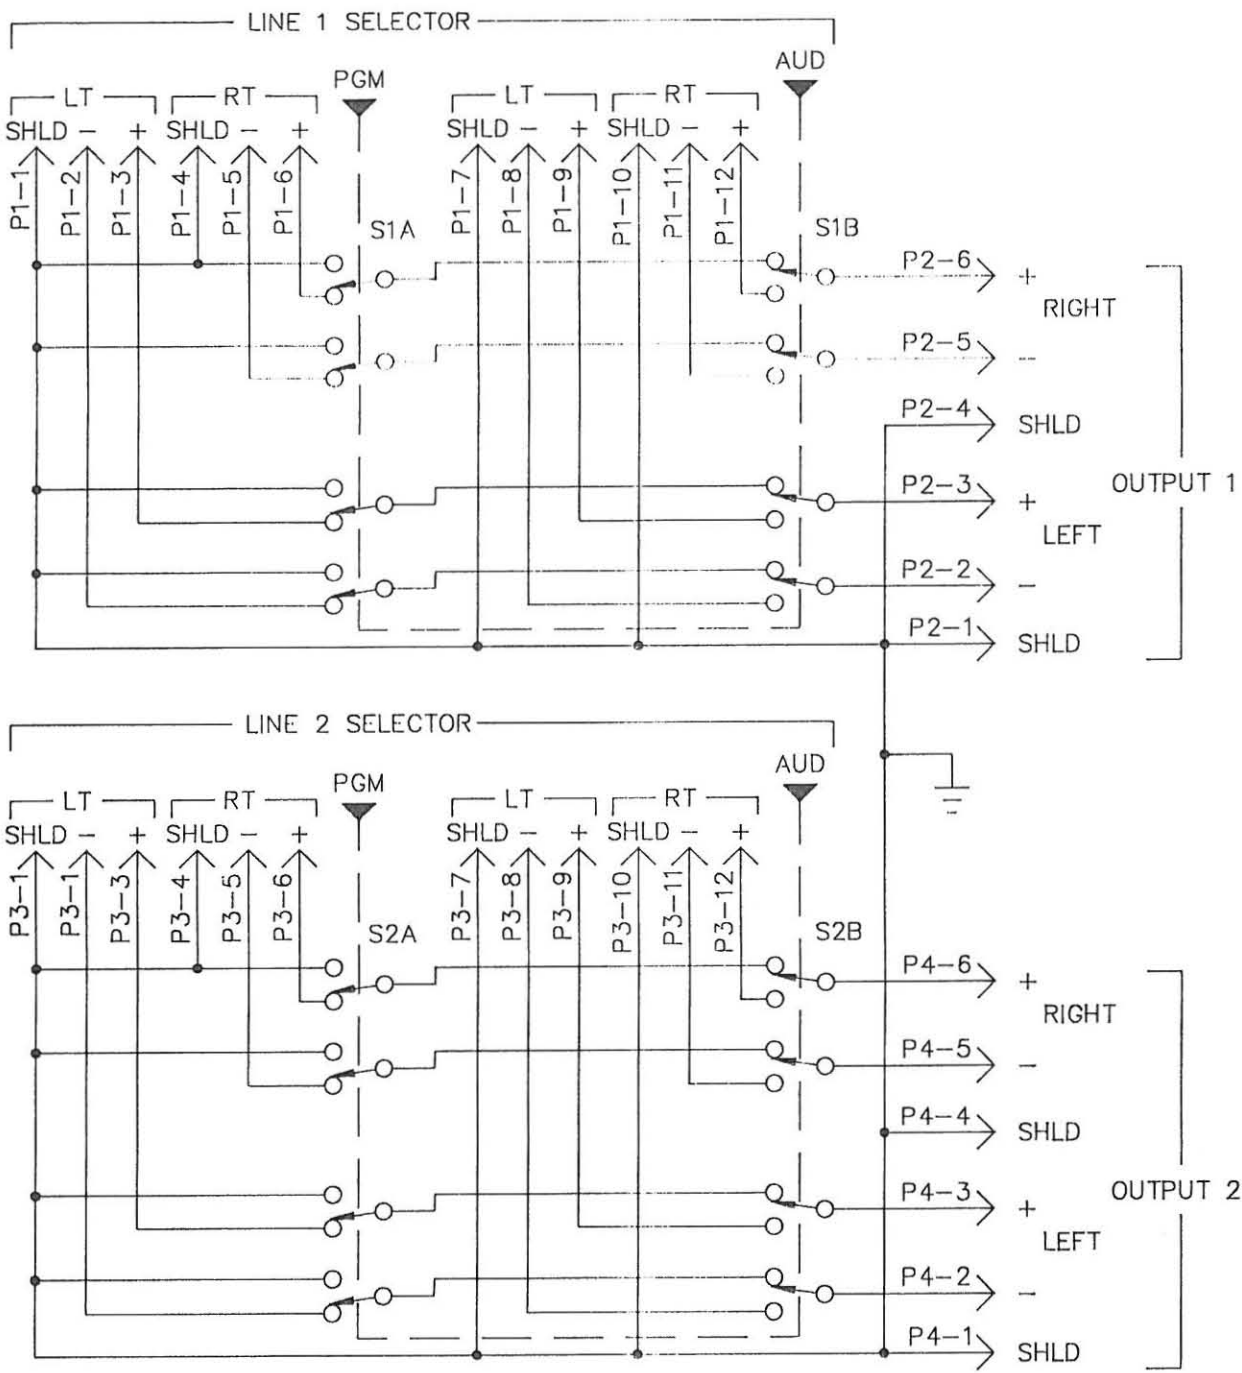 LINE 1 SELECTOR
PGM
AUD
LT RT LT RT
SHLD − + SHLD − + SHLD − + SHLD − +
P1−1 P1−2 P1−3 P1−4 P1−5 P1−6 P1−7 P1−8 P1−9 P1−10 P1−11 P1−12
S1A S1B
P2−6 +
RIGHT
P2−5 −
P2−4 SHLD
OUTPUT 1
P2−3 +
LEFT
P2−2 −
P2−1 SHLD
LINE 2 SELECTOR
PGM
AUD
LT RT LT RT
SHLD − + SHLD − + SHLD − + SHLD − +
P3−1 P3−1 P3−3 P3−4 P3−5 P3−6 P3−7 P3−8 P3−9 P3−10 P3−11 P3−12
S2A S2B
P4−6 +
RIGHT
P4−5 −
P4−4 SHLD
OUTPUT 2
P4−3 +
LEFT
P4−2 −
P4−1 SHLD